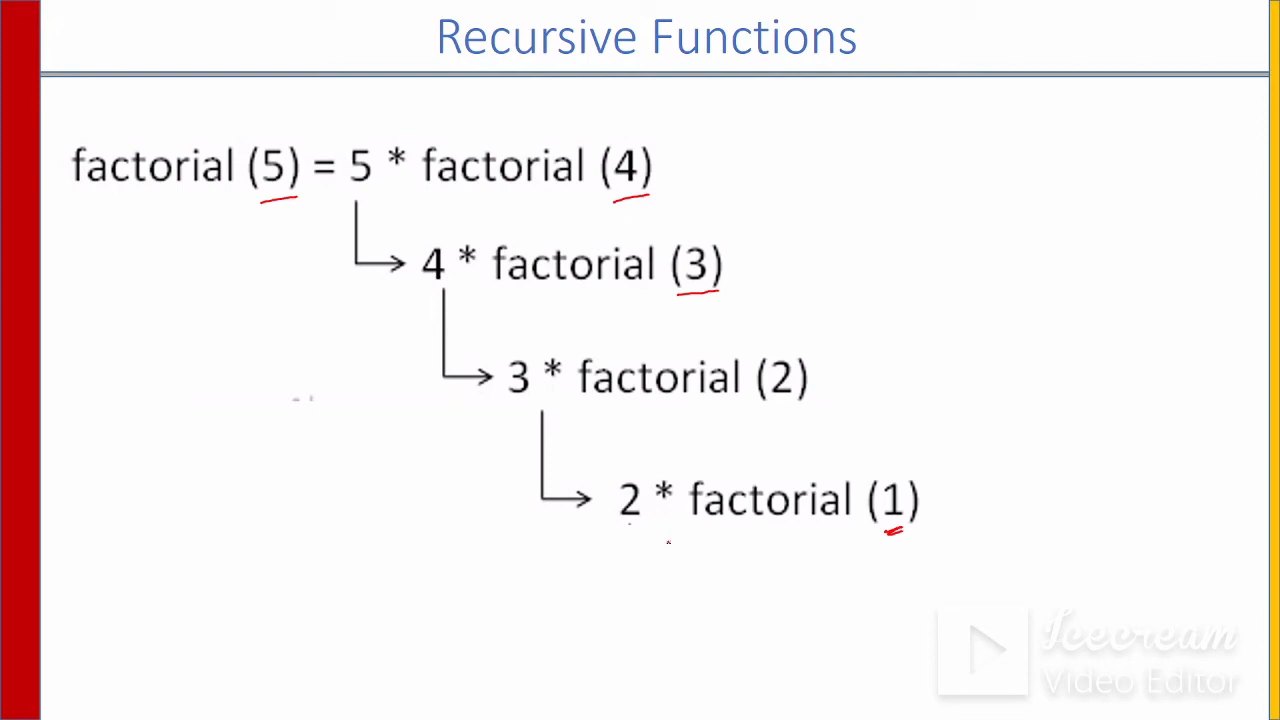 Recursive Functions
factorial (5) = 5 * factorial (4)
4 * factorial (3)
3 * factorial (2)
2 * factorial (1)
Icecream
Video Editor